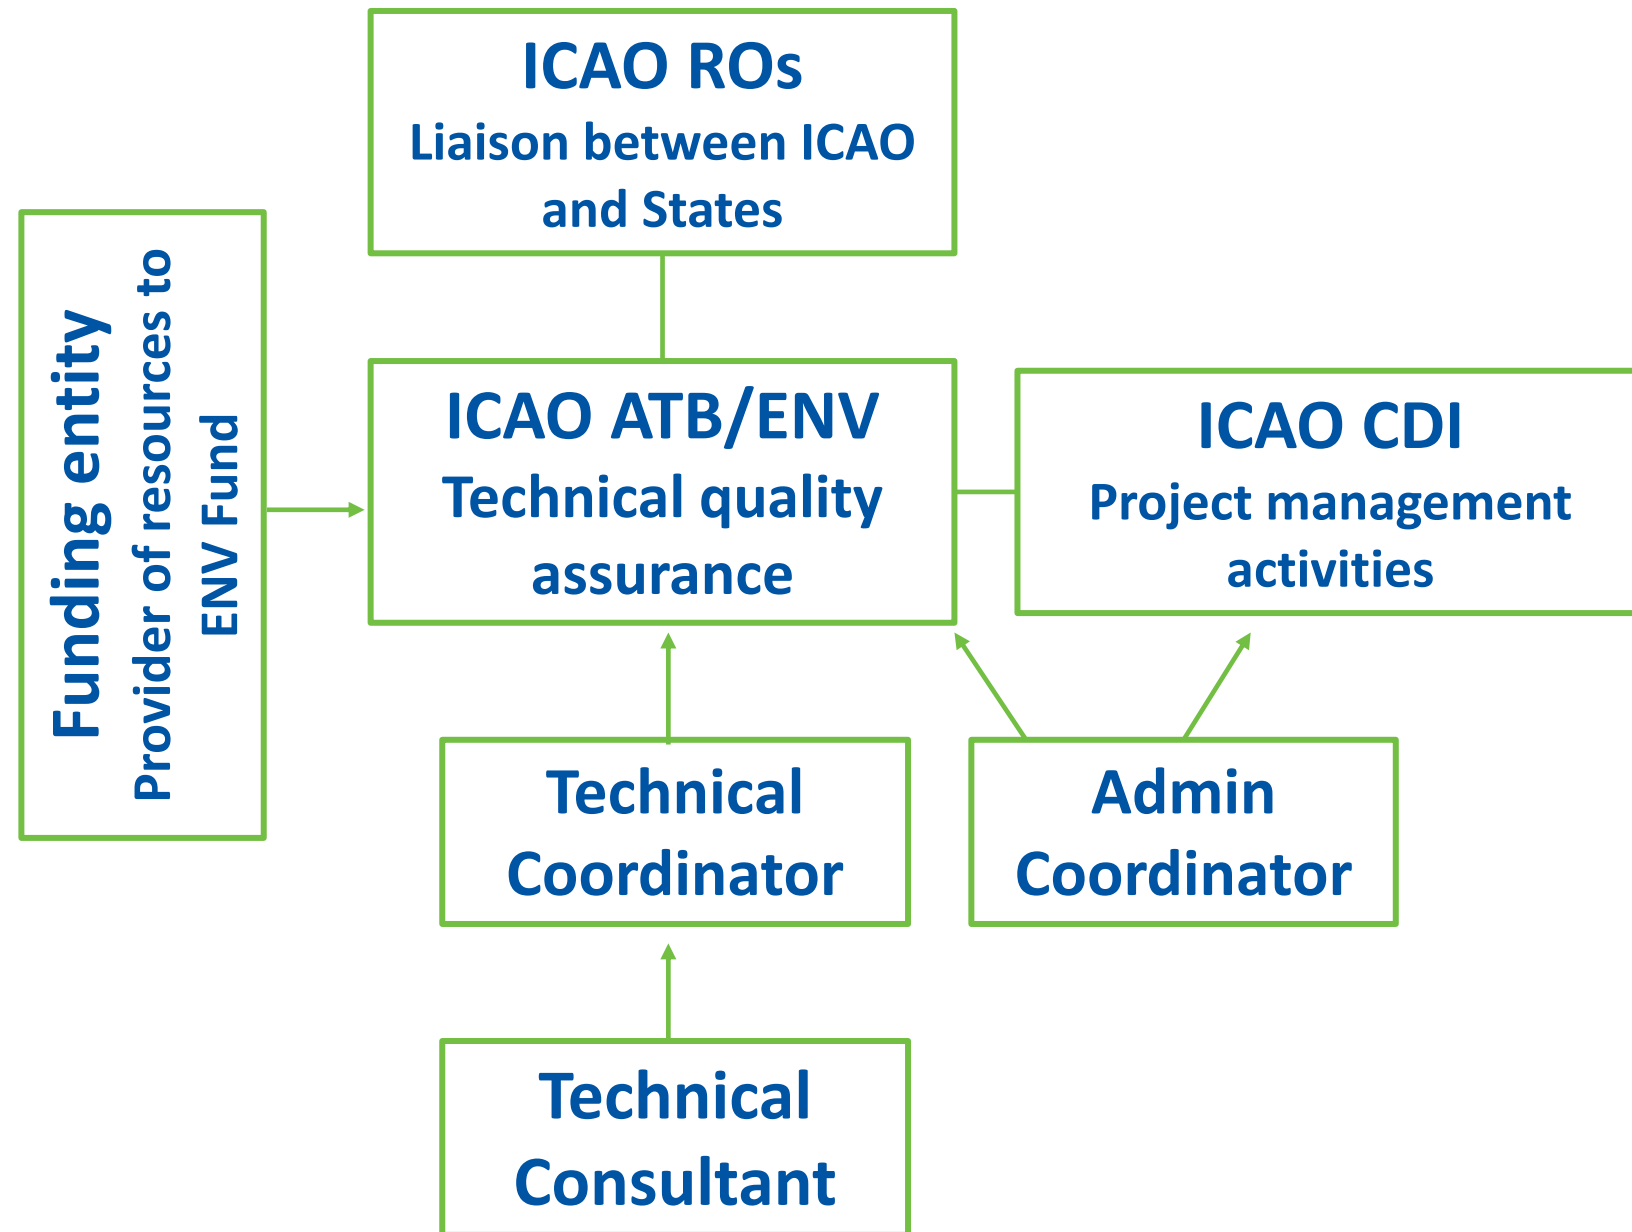 ICAO ROs
Liaison between ICAO
and States
Funding entity
Provider of resources to
ENV Fund
ICAO ATB/ENV
Technical quality
assurance
ICAO CDI
Project management
activities
Technical
Coordinator
Admin
Coordinator
Technical
Consultant